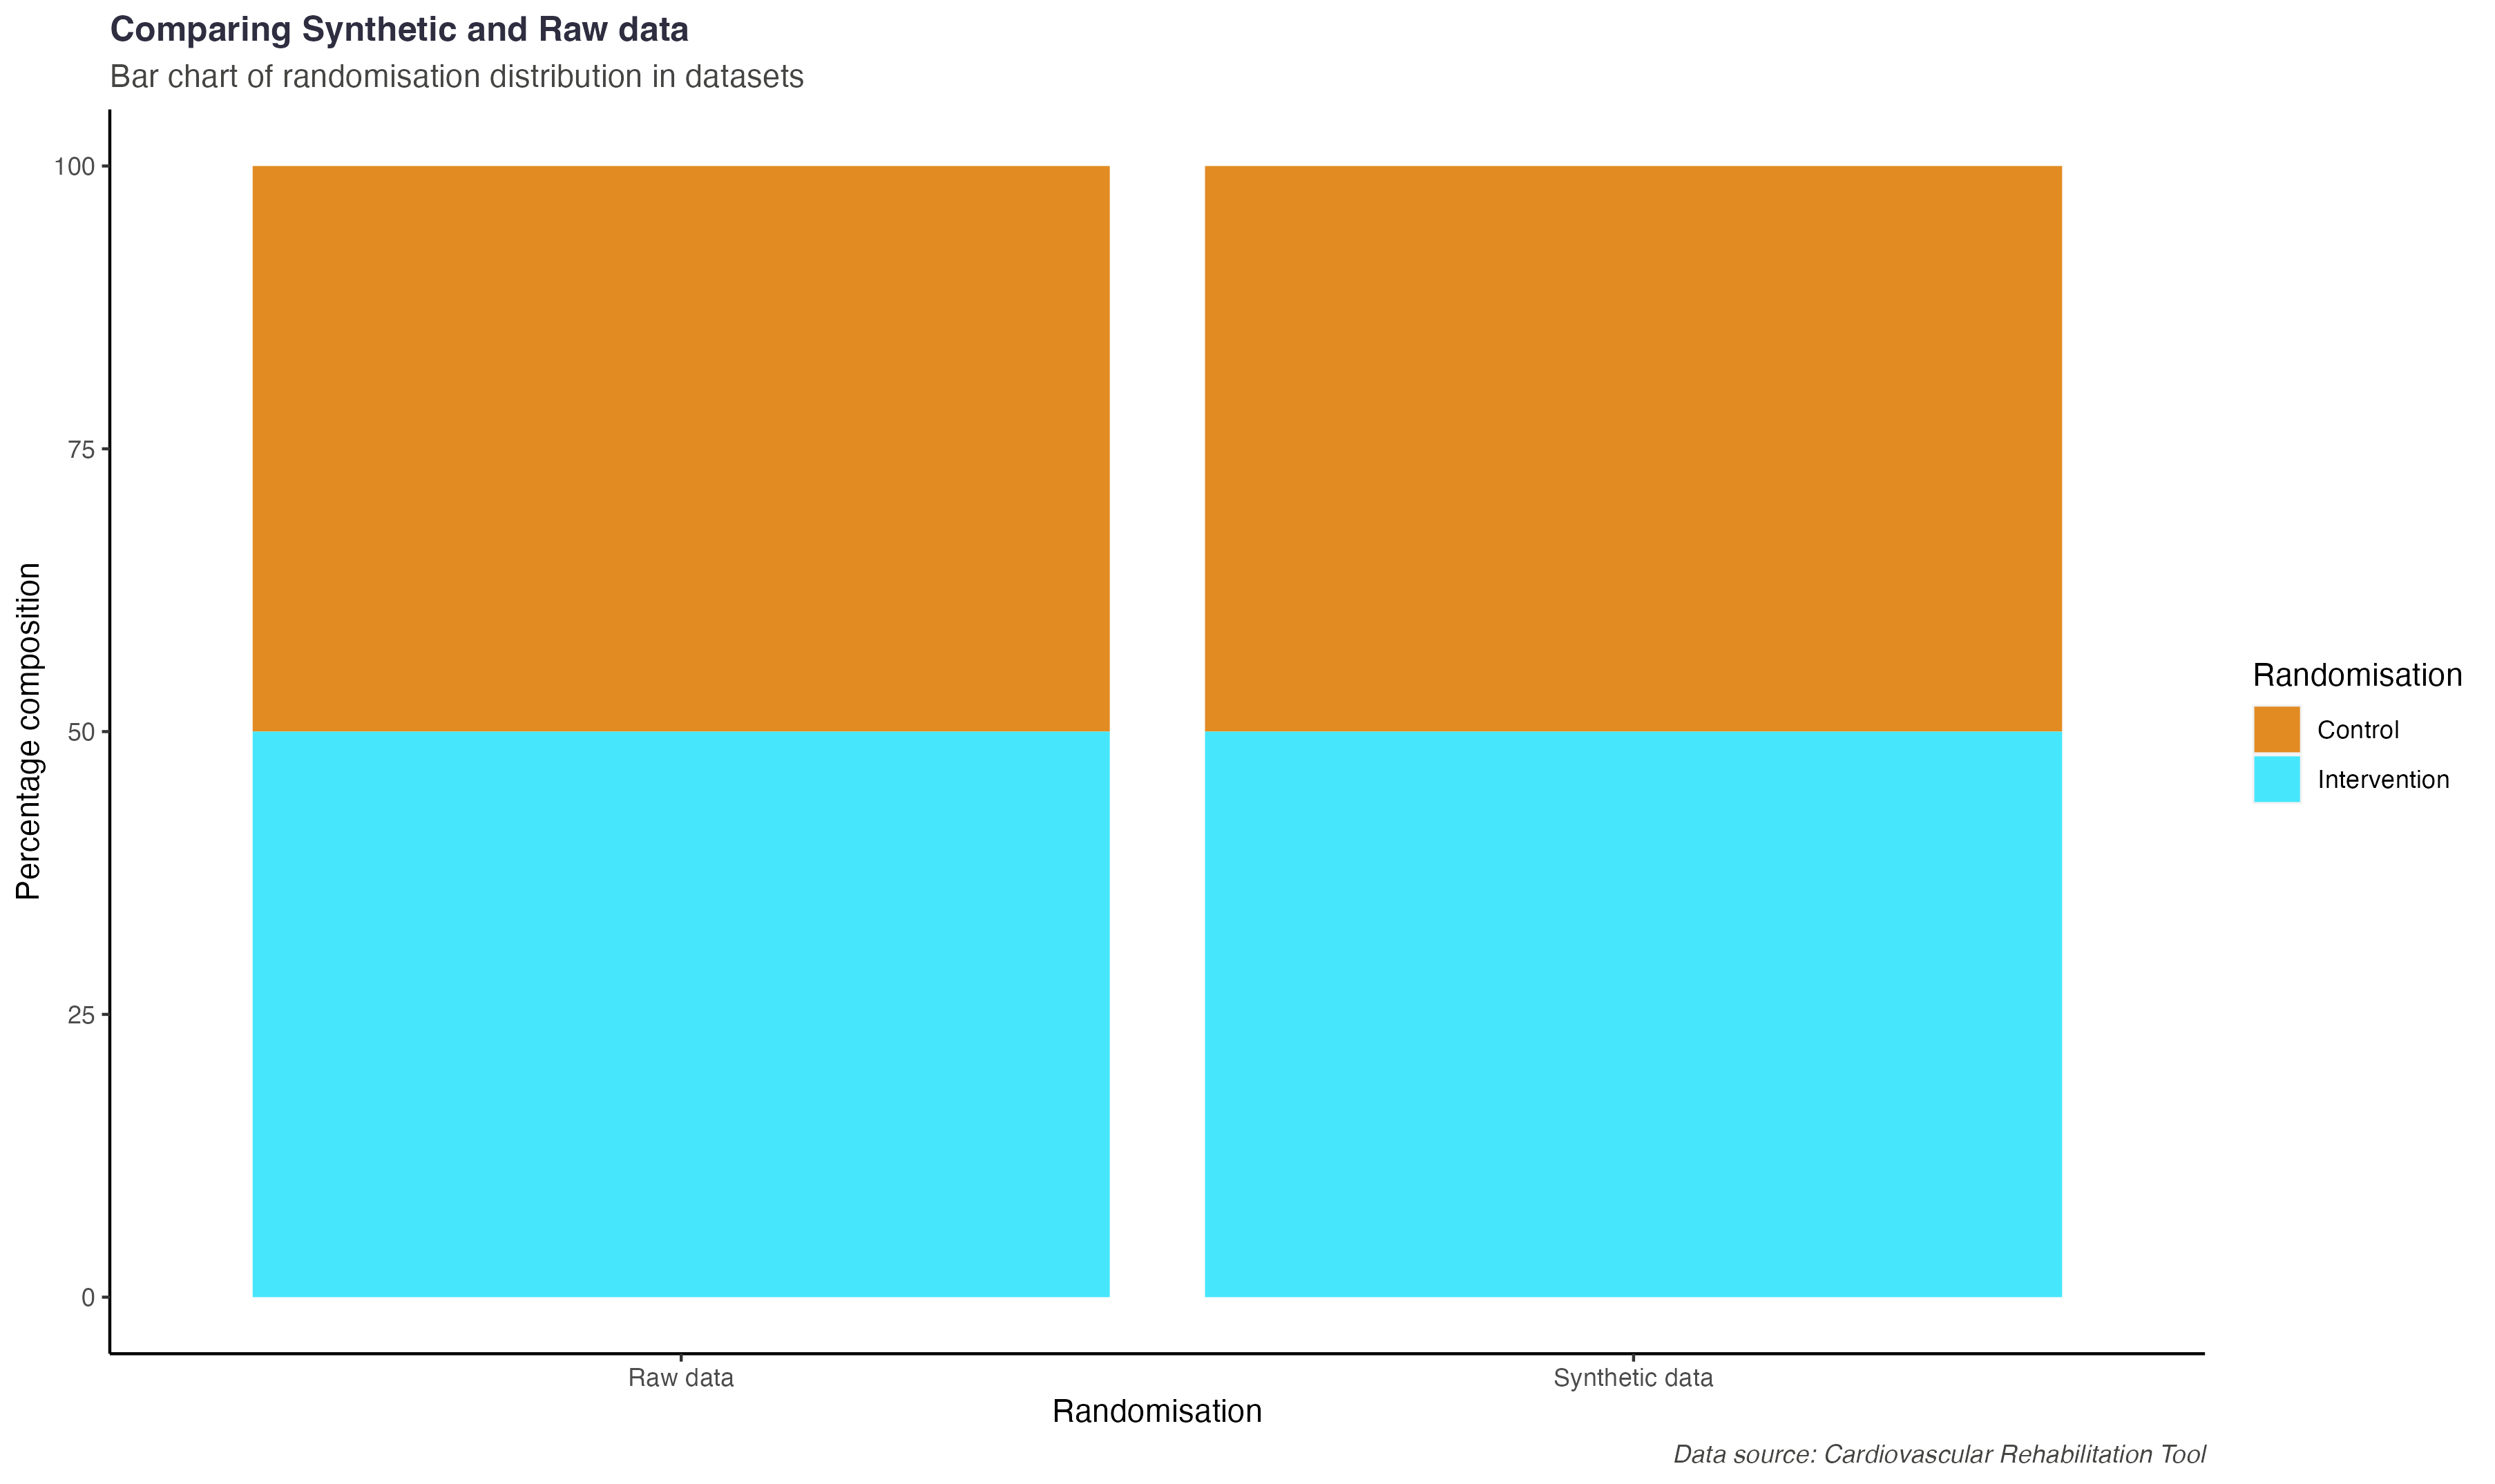 Comparing Synthetic and Raw data
Bar chart of randomisation distribution in datasets
Percentage composition
100
75
50
25
0
Raw data
Synthetic data
Randomisation
Randomisation
Control
Intervention
Data source: Cardiovascular Rehabilitation Tool